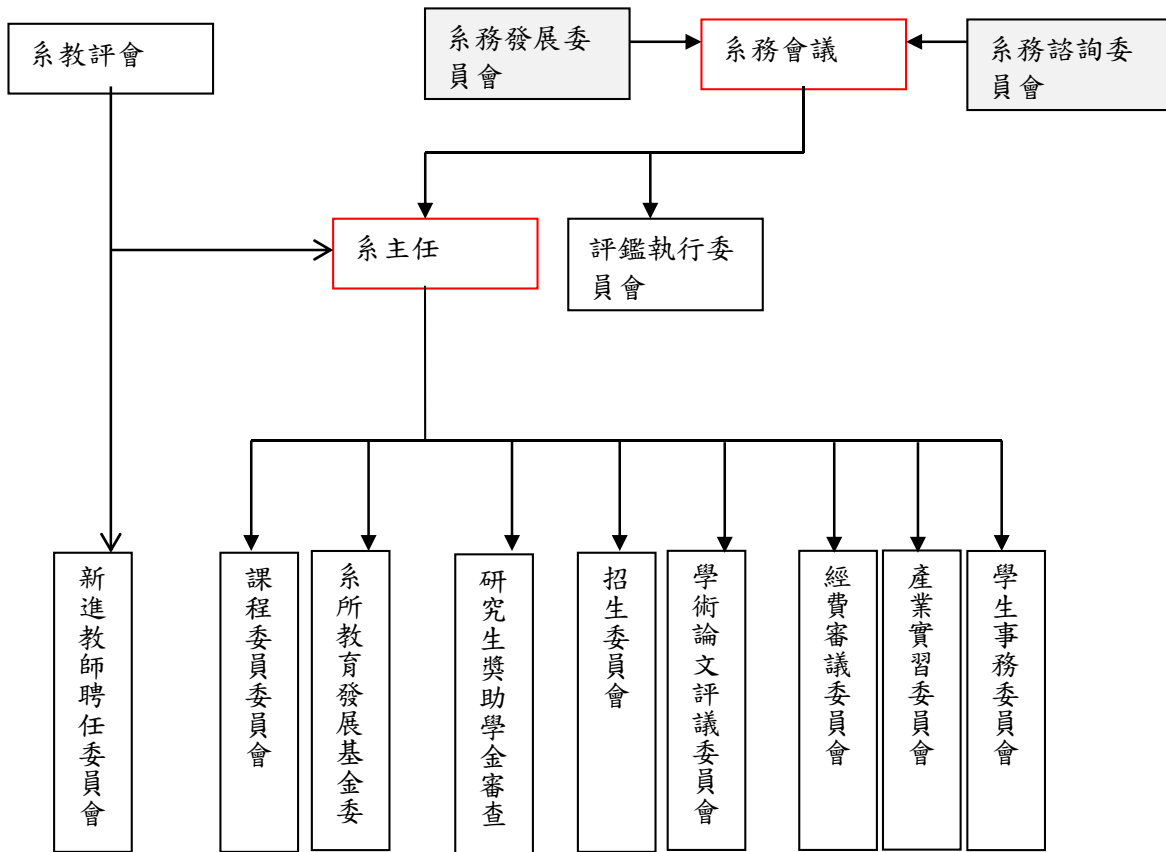 系教評會
系務發展委
員會
系務會議
系務諮詢委
員會
系主任
評鑑執行委
員會
新進教師聘任委員會
課程委員委員會
系所教育發展基金委
研究生獎助學金審查
招生委員會
學術論文評議委員會
經費審議委員會
產業實習委員會
學生事務委員會